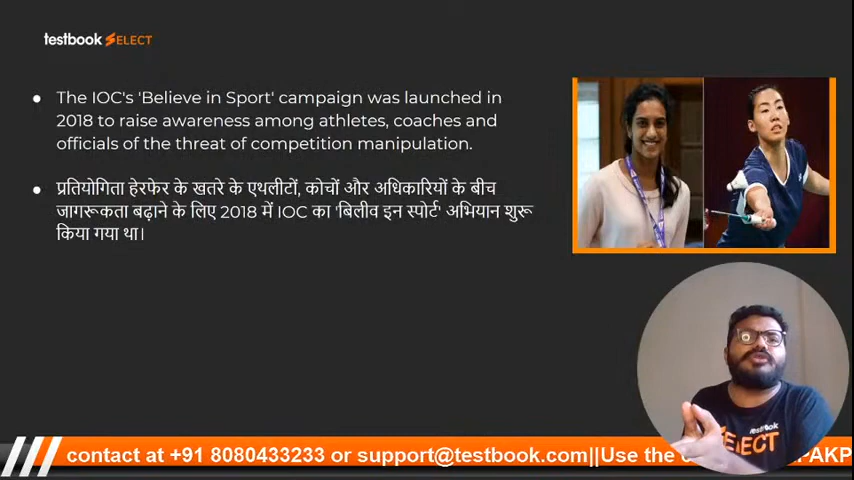 testbook SELECT
The IOC's 'Believe in Sport' campaign was launched in
2018 to raise awareness among athletes, coaches and
officials of the threat of competition manipulation.
प्रतियोगिता हेरफेर के खतरे के एथलीटों, कोचों और अधिकारियों के बीच
जागरूकता बढ़ाने के लिए 2018 में IOC का 'बिलीव इन स्पोर्ट' अभियान शुरू
किया गया था।
testbook
SELECT
contact at +91 8080433233 or support@testbook.com||Use the